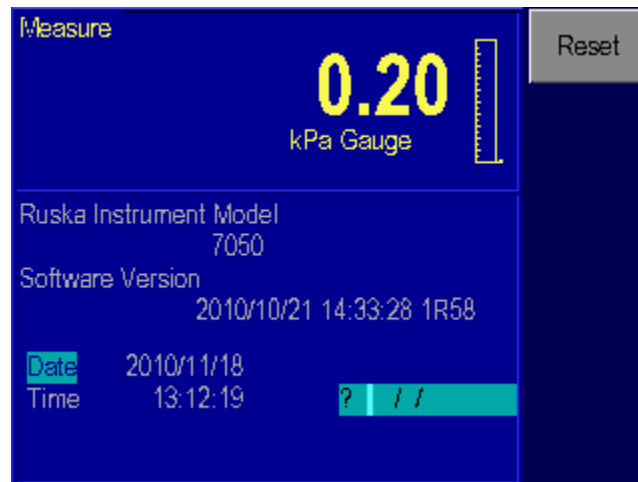 Measure
Reset
0.20
kPa Gauge
Ruska Instrument Model
7050
Software Version
2010/10/21 14:33:28 1R58
Date 2010/11/18
Time 13:12:19 ? / /